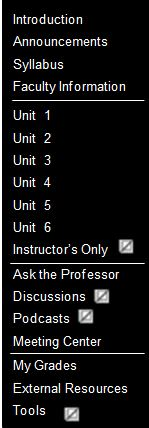 Introduction
Announcements
Syllabus
Faculty Information
Unit 1
Unit 2
Unit 3
Unit 4
Unit 5
Unit 6
Instructor's Only
Ask the Professor
Discussions
Podcasts
Meeting Center
My Grades
External Resources
Tools